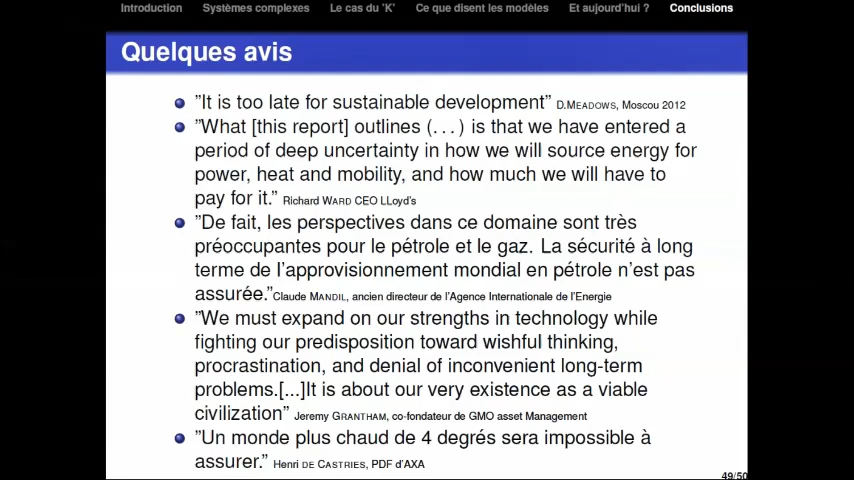 Introduction Systèmes complexes Le cas du 'K' Ce que disent les modèles Et aujourd'hui ? Conclusions
Quelques avis
"It is too late for sustainable development" D.MEADOWS, Moscou 2012
"What [this report] outlines (...) is that we have entered a
period of deep uncertainty in how we will source energy for
power, heat and mobility, and how much we will have to
pay for it." Richard WARD CEO LLoyd's
"De fait, les perspectives dans ce domaine sont très
préoccupantes pour le pétrole et le gaz. La sécurité à long
terme de l'approvisionnement mondial en pétrole n'est pas
assurée."Claude MANDIL, ancien directeur de l'Agence Internationale de l'Energie
"We must expand on our strengths in technology while
fighting our predisposition toward wishful thinking,
procrastination, and denial of inconvenient long-term
problems.[...]It is about our very existence as a viable
civilization" Jeremy GRANTHAM, co-fondateur de GMO asset Management
"Un monde plus chaud de 4 degrés sera impossible à
assurer." Henri DE CASTRIES, PDF d'AXA
49/50